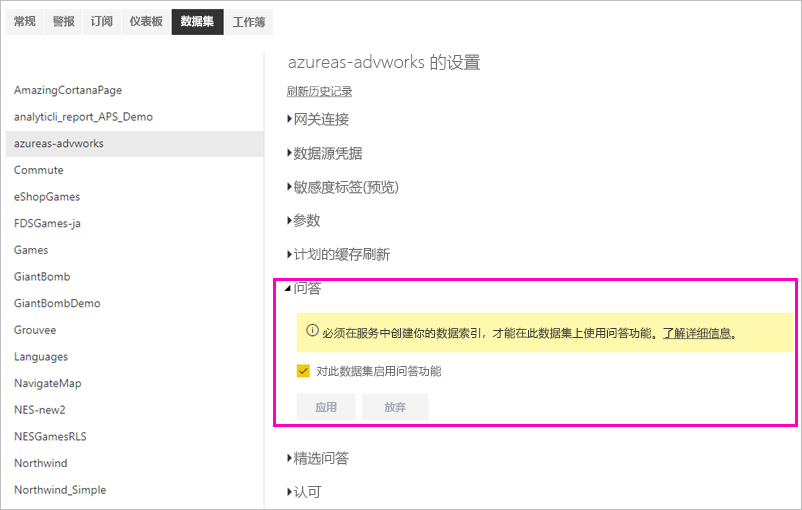 常规 警报 订阅 仪表板 数据集 工作簿
AmazingCortanaPage
analyticli_report_APS_Demo
azureas-advworks
Commute
eShopGames
FDSGames-ja
Games
GiantBomb
GiantBombDemo
Grouvee
Languages
NavigateMap
NES-new2
NESGamesRLS
Northwind
Northwind_Simple
azureas-advworks 的设置
刷新历史记录
网关连接
数据源凭据
敏感度标签(预览)
参数
计划的缓存刷新
问答
必须在服务中创建你的数据索引，才能在此数据集上使用问答功能。了解详细信息。
对此数据集启用问答功能
应用 放弃
精选问答
认可